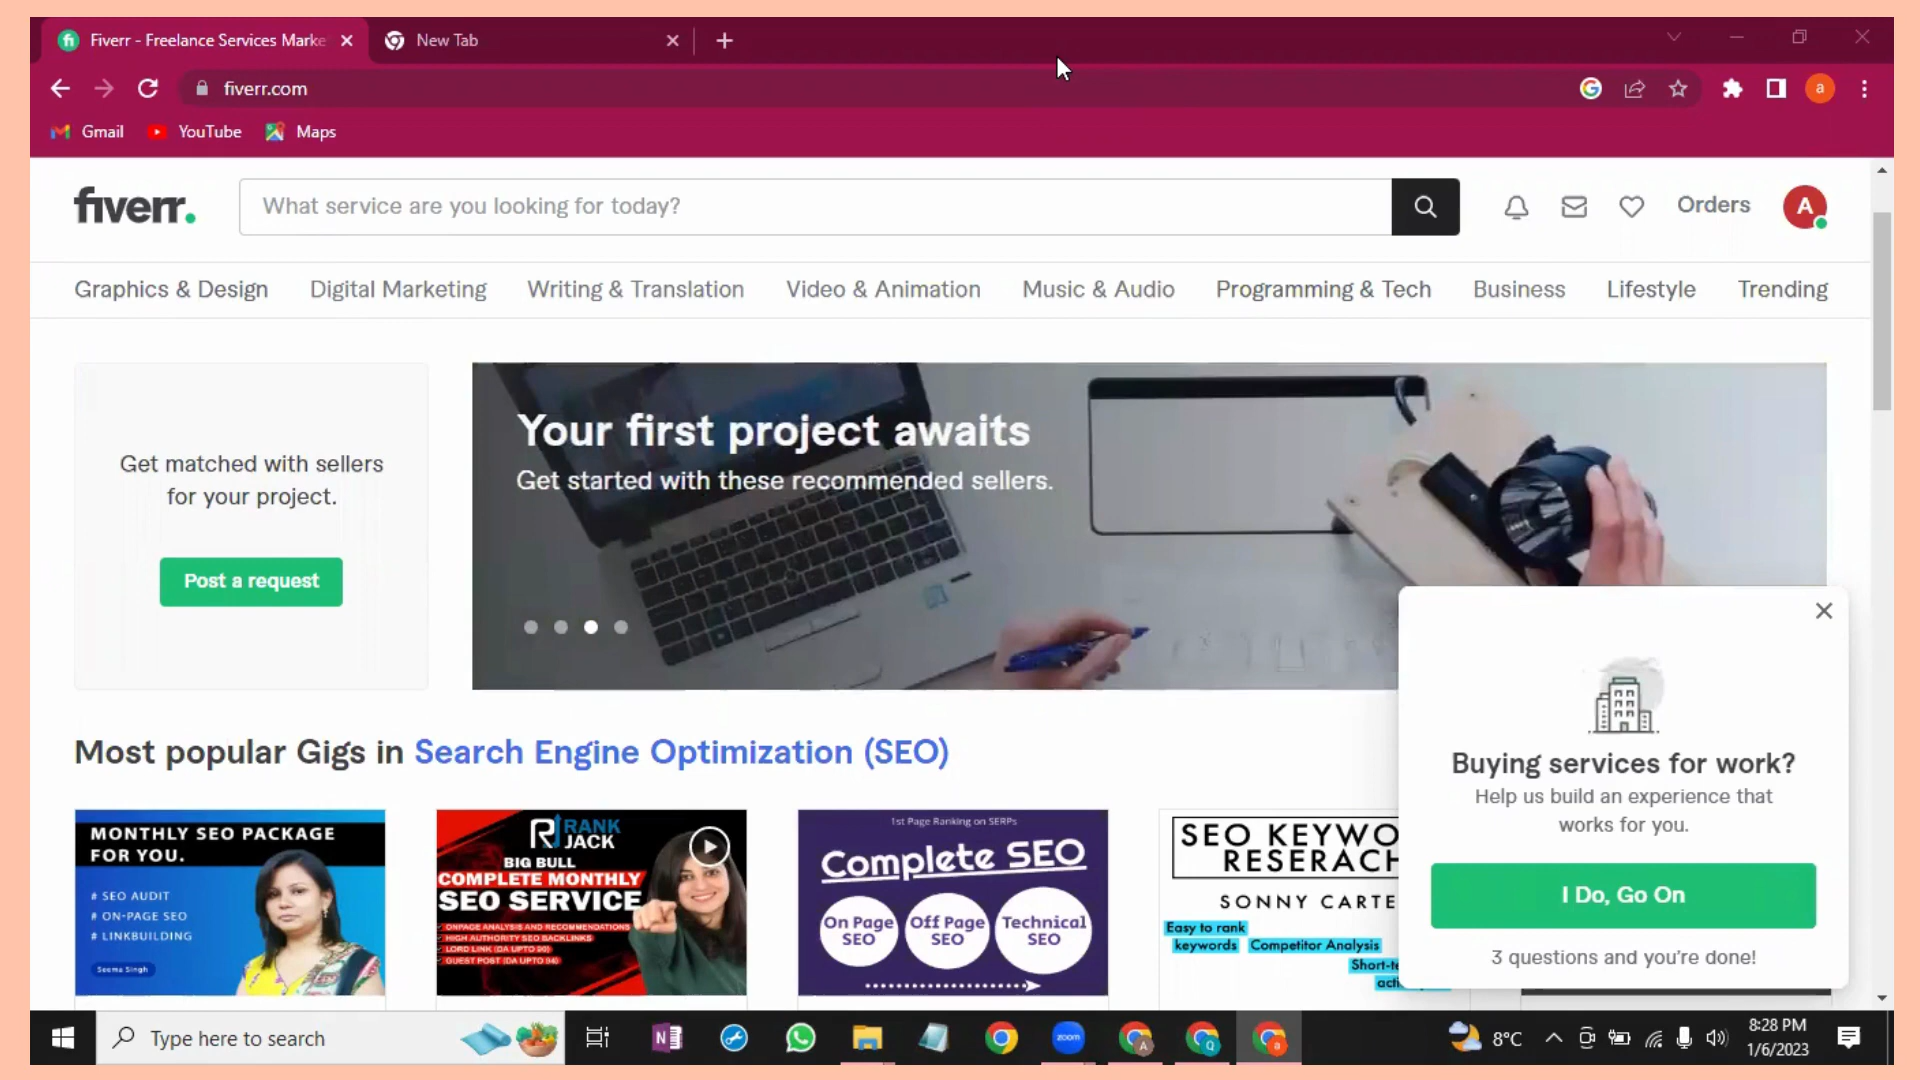 Fiverr - Freelance Services Marke
New Tab
fiverr.com
a
Gmail
YouTube
Maps
fiverr.
What service are you looking for today?
Orders
A
Graphics & Design
Digital Marketing
Writing & Translation
Video & Animation
Music & Audio
Programming & Tech
Business
Lifestyle
Trending
Get matched with sellers
for your project.
Post a request
Your first project awaits
Get started with these recommended sellers.
Most popular Gigs in Search Engine Optimization (SEO)
MONTHLY SEO PACKAGE
FOR YOU.
# SEO AUDIT
# ON-PAGE SEO
# LINKBUILDING
Seema Singh
RANK
JACK
BIG BULL
COMPLETE MONTHLY
SEO SERVICE
ONPAGE ANALYSIS AND RECOMMENDATIONS
HIGH AUTHORITY SEO BACKLINKS
LORD LINK (DA UPTO 90)
GUEST POST (DA UPTO 94)
1st Page Ranking on SERPs
Complete SEO
On Page
SEO
Off Page
SEO
Technical
SEO
SEO KEYWO
RESERACH
SONNY CARTE
Easy to rank
keywords
Competitor Analysis
Short-te
acti
Buying services for work?
Help us build an experience that
works for you.
I Do, Go On
3 questions and you're done!
Type here to search
zoom
A
Q
a
8°C
8:28 PM
1/6/2023